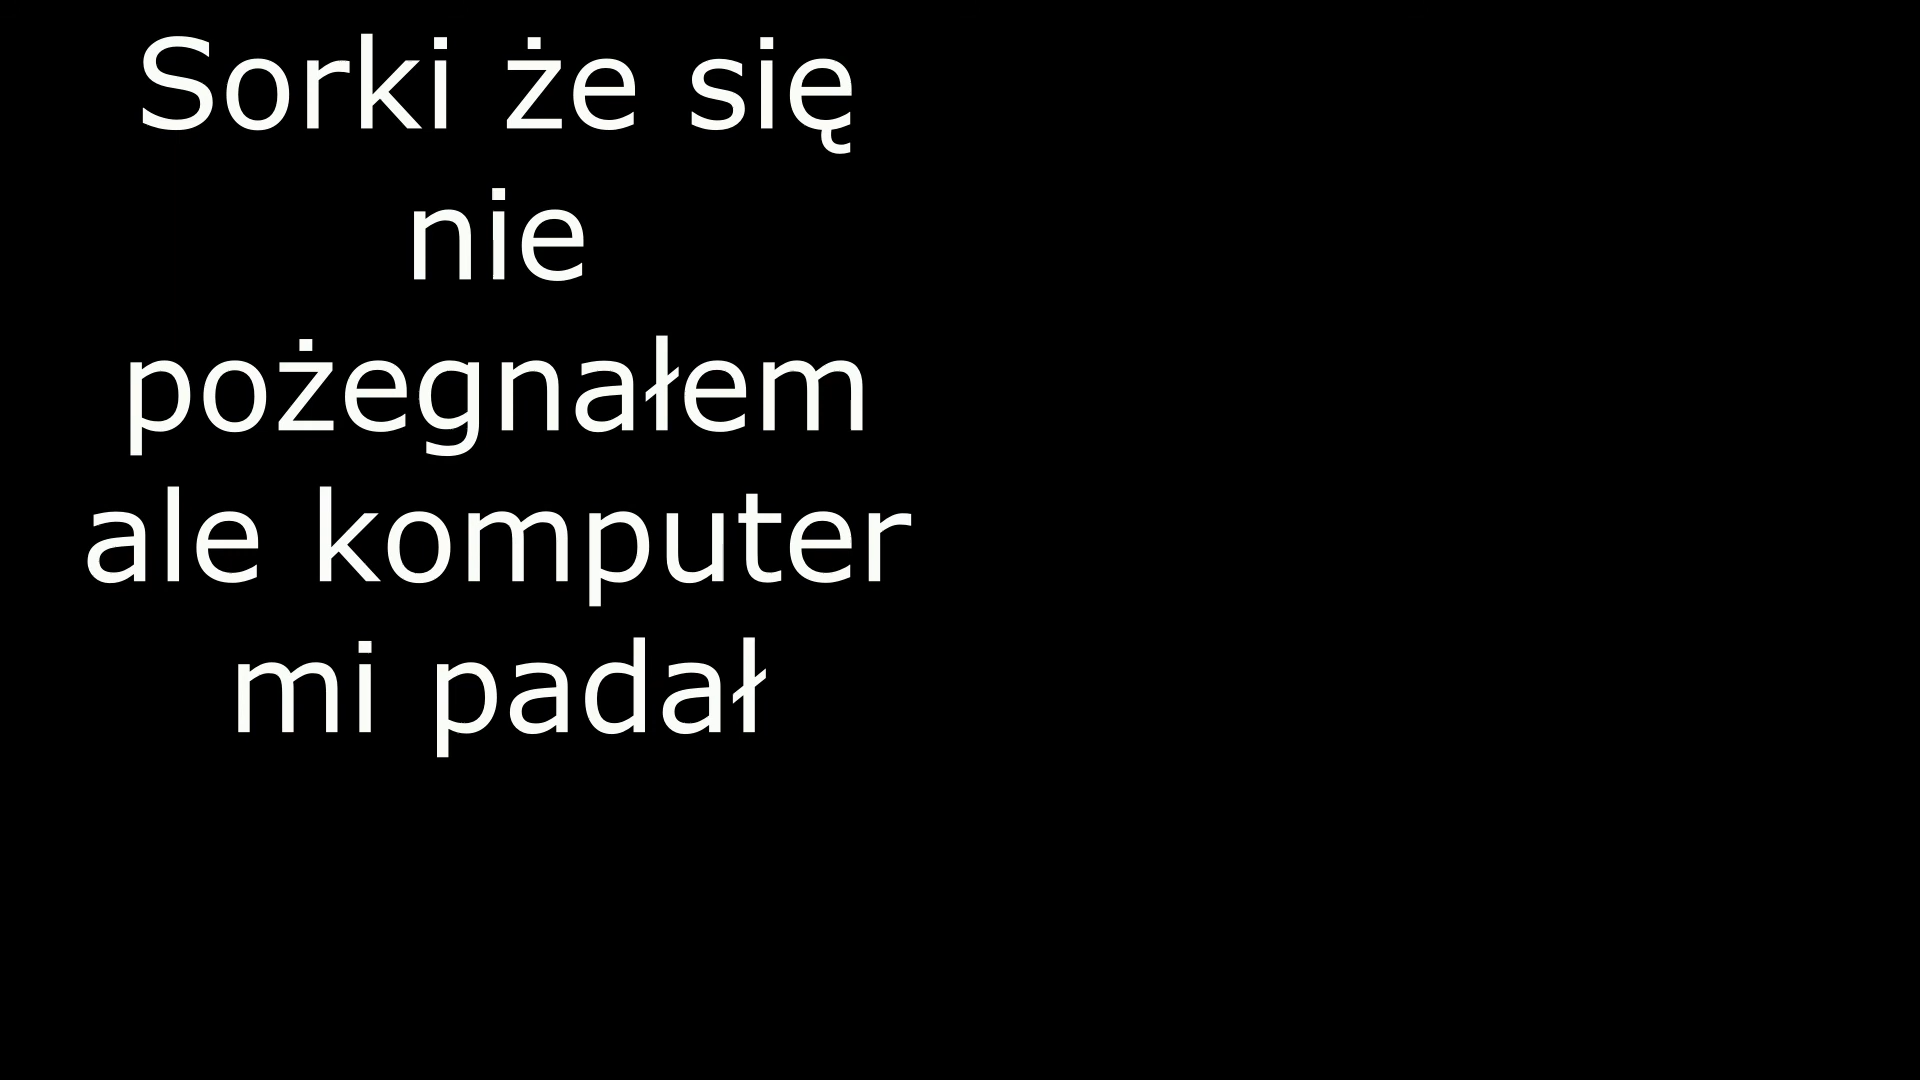 Sorki że się
nie
pożegnałem
ale komputer
mi padał